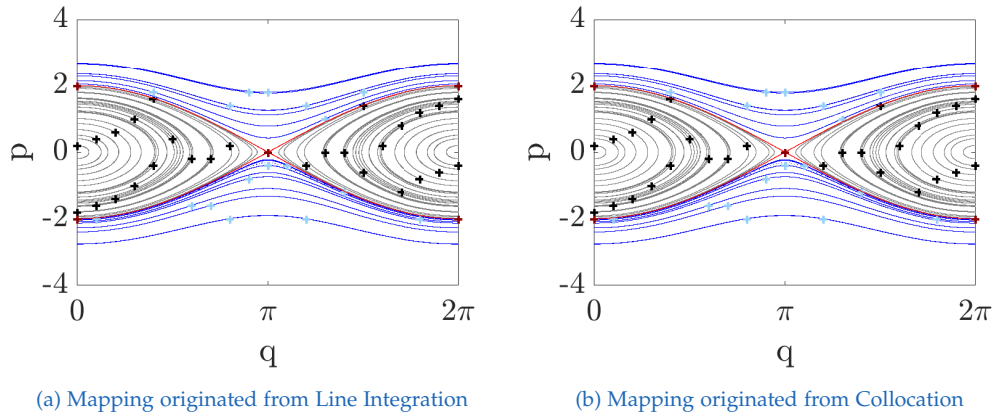 4
2
0
-2
-4
p
0
π
2π
q
(a) Mapping originated from Line Integration
4
2
0
-2
-4
p
0
π
2π
q
(b) Mapping originated from Collocation